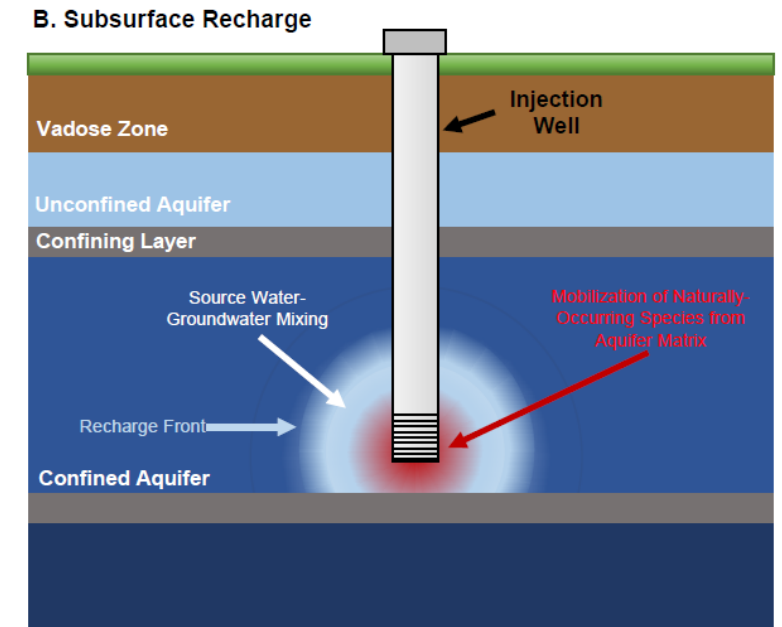 B. Subsurface Recharge
Injection
Well
Vadose Zone
Unconfined Aquifer
Confining Layer
Source Water-
Groundwater Mixing
Mobilization of Naturally-
Occurring Species from
Aquifer Matrix
Recharge Front
Confined Aquifer